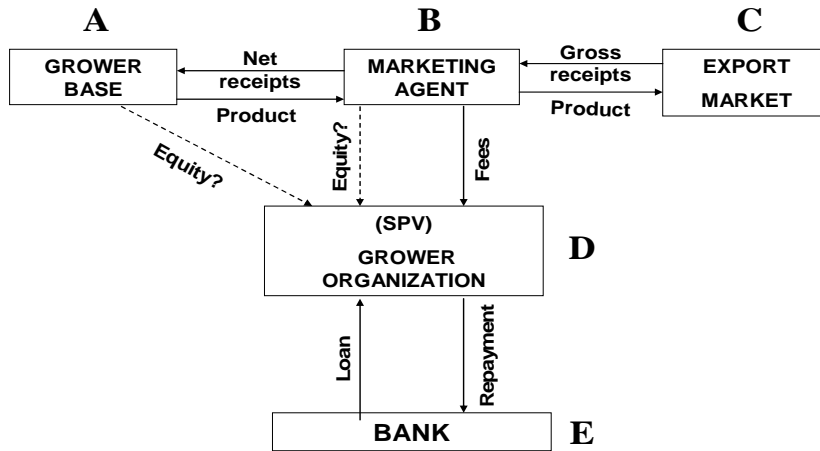 A
B
C
GROWER
BASE
Net
receipts
Product
MARKETING
AGENT
Gross
receipts
Product
EXPORT
MARKET
Equity?
Equity?
Fees
(SPV)
GROWER
ORGANIZATION
D
Loan
Repayment
BANK
E